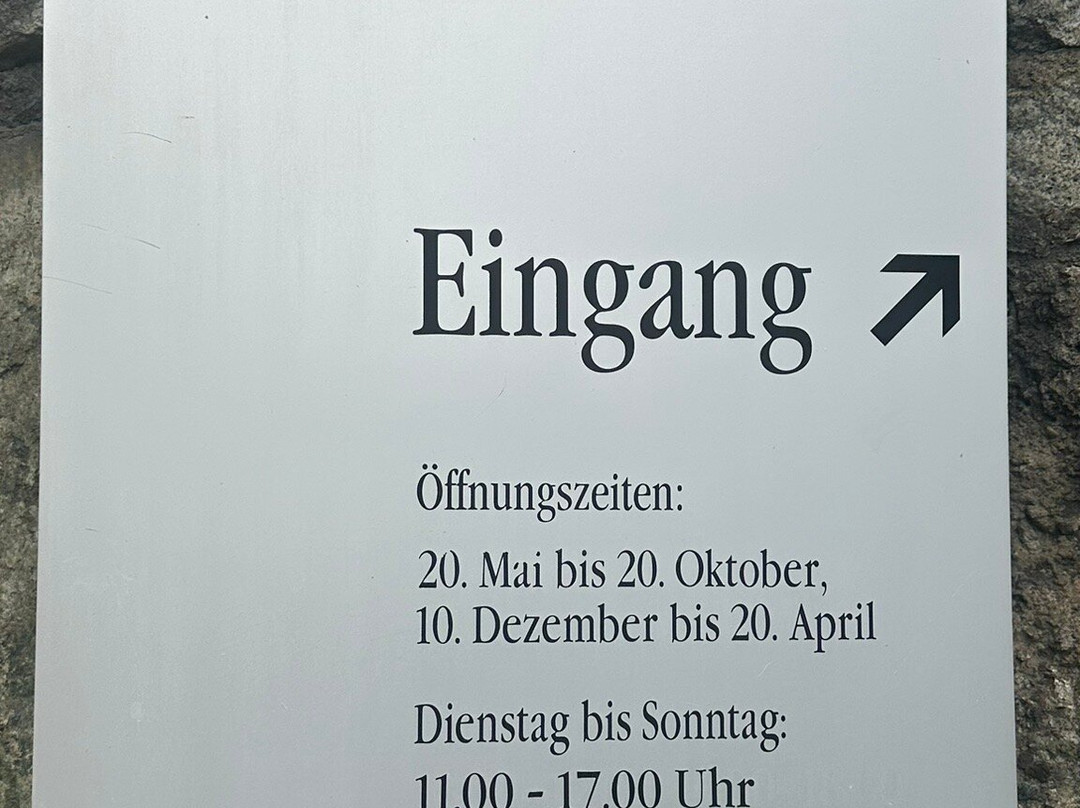 Eingang
Öffnungszeiten:
20. Mai bis 20. Oktober,
10. Dezember bis 20. April
Dienstag bis Sonntag:
11.00 - 17.00 Uhr